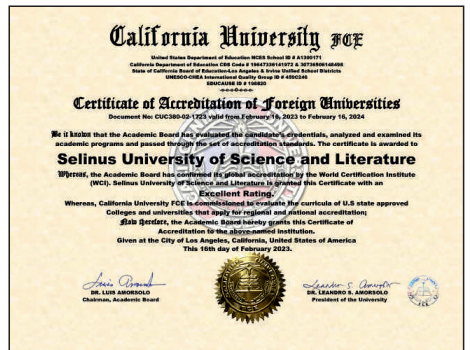 California University FCE
United States Department of Education NCES School ID # A1300171
California Department of Education CDS Code # 19647336141972 & 30736506148498
State of California Board of Education-Los Angeles & Irvine Unified School Districts
UNESCO-CHEA International Quality Group ID # 459C246
EDUCAUSE ID # 196820
Certificate of Accreditation of Foreign Universities
Document No: CUC380-02-1723 valid from February 16, 2023 to February 16, 2024
Be it known that the Academic Board has evaluated the candidate's credentials, analyzed and examined its
academic programs and passed through the set of accreditation standards. The certificate is awarded to
Selinus University of Science and Literature
Whereas, the Academic Board has confirmed its global accreditation by the World Certification Institute
(WCI). Selinus University of Science and Literature is granted this Certificate with an
Excellent Rating.
Whereas, California University FCE is commissioned to evaluate the curricula of U.S state approved
Colleges and universities that apply for regional and national accreditation;
Now therefore, the Academic Board hereby grants this Certificate of
Accreditation to the above named institution.
Given at the City of Los Angeles, California, United States of America
This 16th day of February 2023.
DR. LUIS AMORSOLO
Chairman, Academic Board
DR. LEANDRO S. AMORSOLO
President of the University